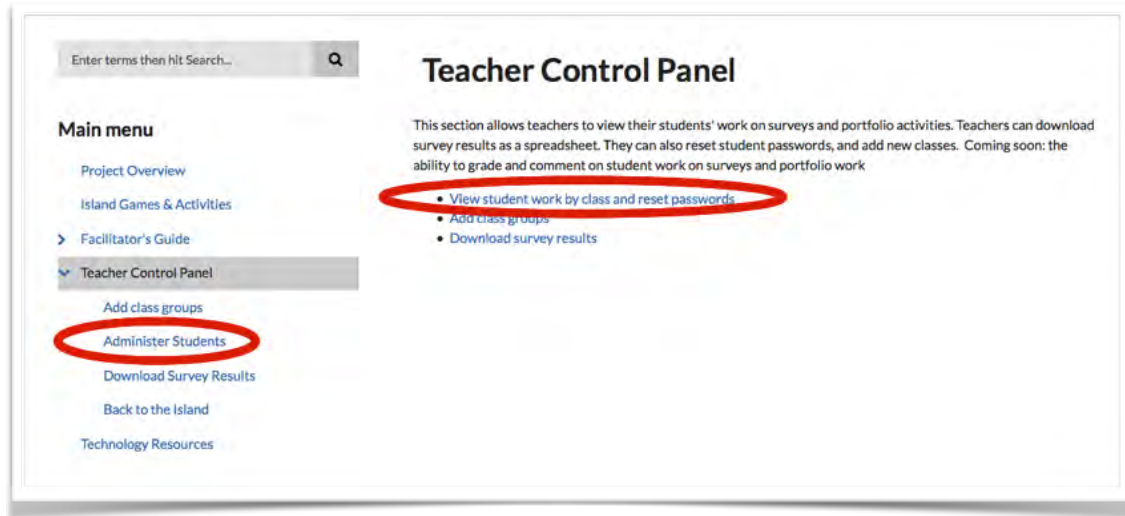 Enter terms then hit Search...
Teacher Control Panel
Main menu
Project Overview
Island Games & Activities
Facilitator's Guide
Teacher Control Panel
Add class groups
Administer Students
Download Survey Results
Back to the Island
Technology Resources
This section allows teachers to view their students' work on surveys and portfolio activities. Teachers can download
survey results as a spreadsheet. They can also reset student passwords, and add new classes. Coming soon: the
ability to grade and comment on student work on surveys and portfolio work
View student work by class and reset passwords
Add class groups
Download survey results